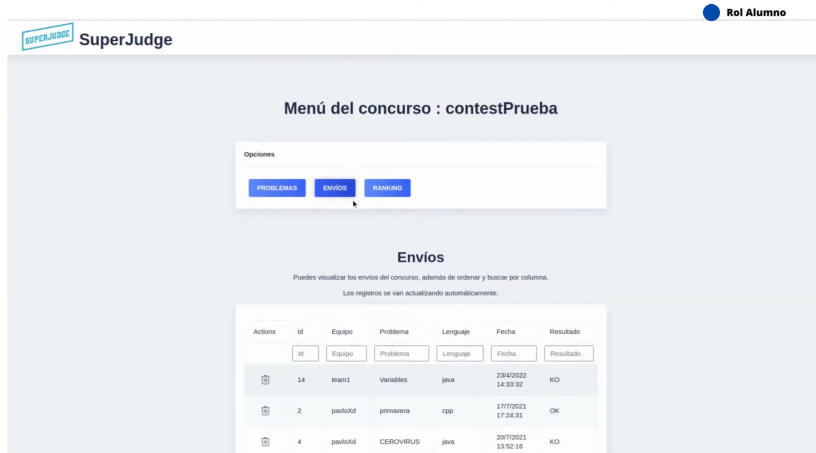 Rol Alumno
SUPERJUDGE SuperJudge
Menú del concurso : contestPrueba
Opciones
PROBLEMAS ENVÍOS RANKING
Envíos
Puedes visualizar los envíos del concurso, además de ordenar y buscar por columna.
Los registros se van actualizando automáticamente.
Actions Id Equipo Problema Lenguaje Fecha Resultado
Id Equipo Problema Lenguaje Fecha Resultado
14 team1 Variables java 23/4/2022 14:33:32 KO
2 pavloXd primavera cpp 17/7/2021 17:24:31 OK
4 pavloXd CEROVIRUS java 20/7/2021 13:52:16 KO